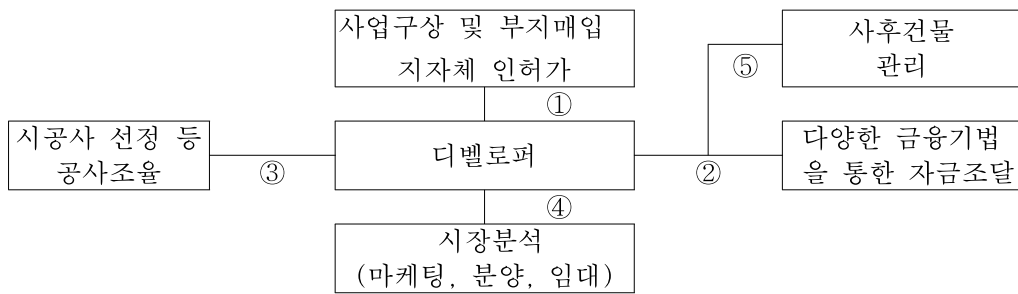 사업구상 및 부지매입
지자체 인허가
①
사후건물
관리
⑤
시공사 선정 등
공사조율
③
디벨로퍼
②
다양한 금융기법
을 통한 자금조달
④
시장분석
(마케팅, 분양, 임대)